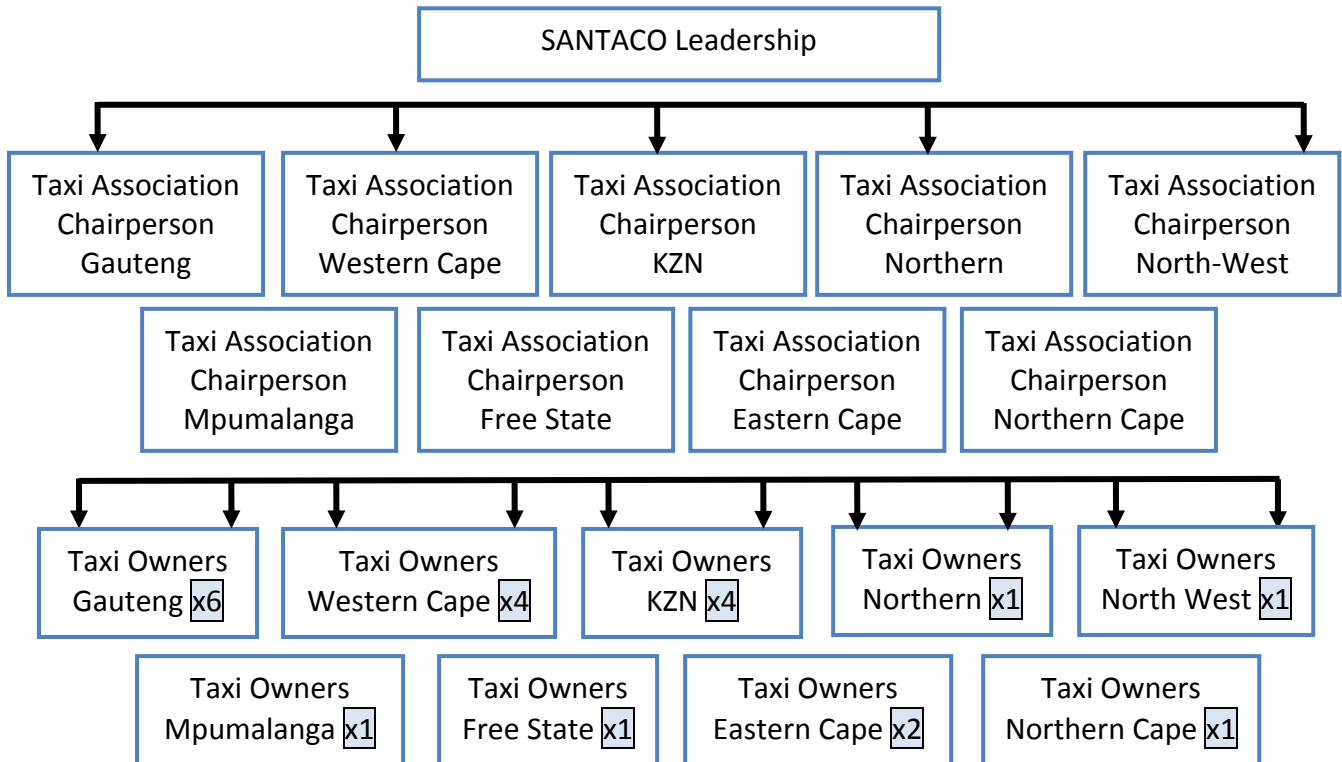 SANTACO Leadership
Taxi Association
Chairperson
Gauteng
Taxi Association
Chairperson
Western Cape
Taxi Association
Chairperson
KZN
Taxi Association
Chairperson
Northern
Taxi Association
Chairperson
North-West
Taxi Association
Chairperson
Mpumalanga
Taxi Association
Chairperson
Free State
Taxi Association
Chairperson
Eastern Cape
Taxi Association
Chairperson
Northern Cape
Taxi Owners
Gauteng x6
Taxi Owners
Western Cape x4
Taxi Owners
KZN x4
Taxi Owners
Northern x1
Taxi Owners
North West x1
Taxi Owners
Mpumalanga x1
Taxi Owners
Free State x1
Taxi Owners
Eastern Cape x2
Taxi Owners
Northern Cape x1